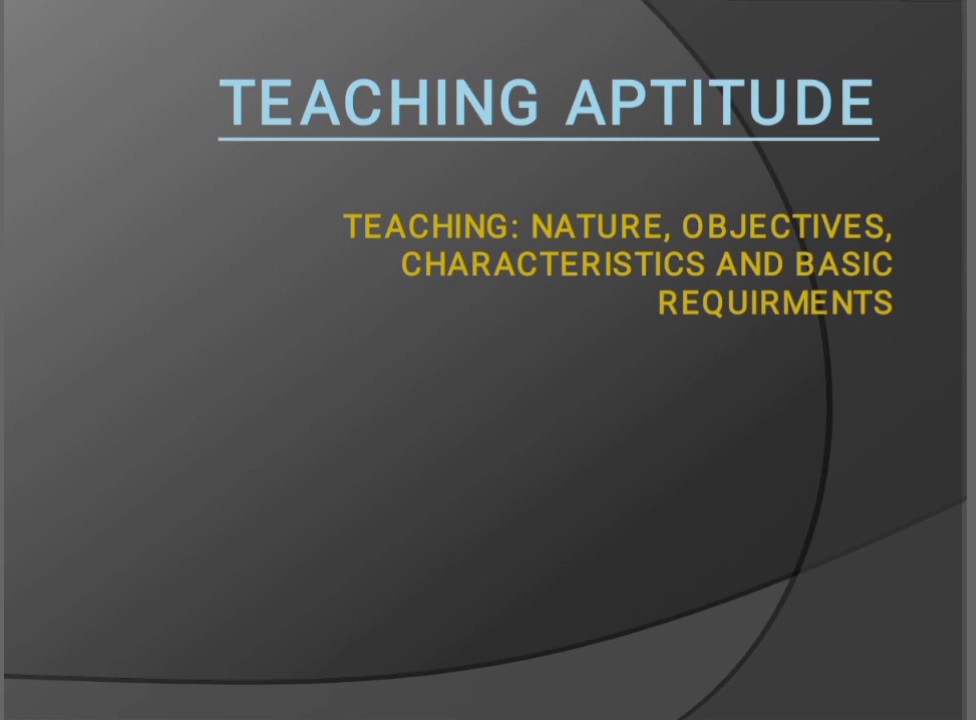 TEACHING APTITUDE
TEACHING: NATURE, OBJECTIVES,
CHARACTERISTICS AND BASIC
REQUIRMENTS